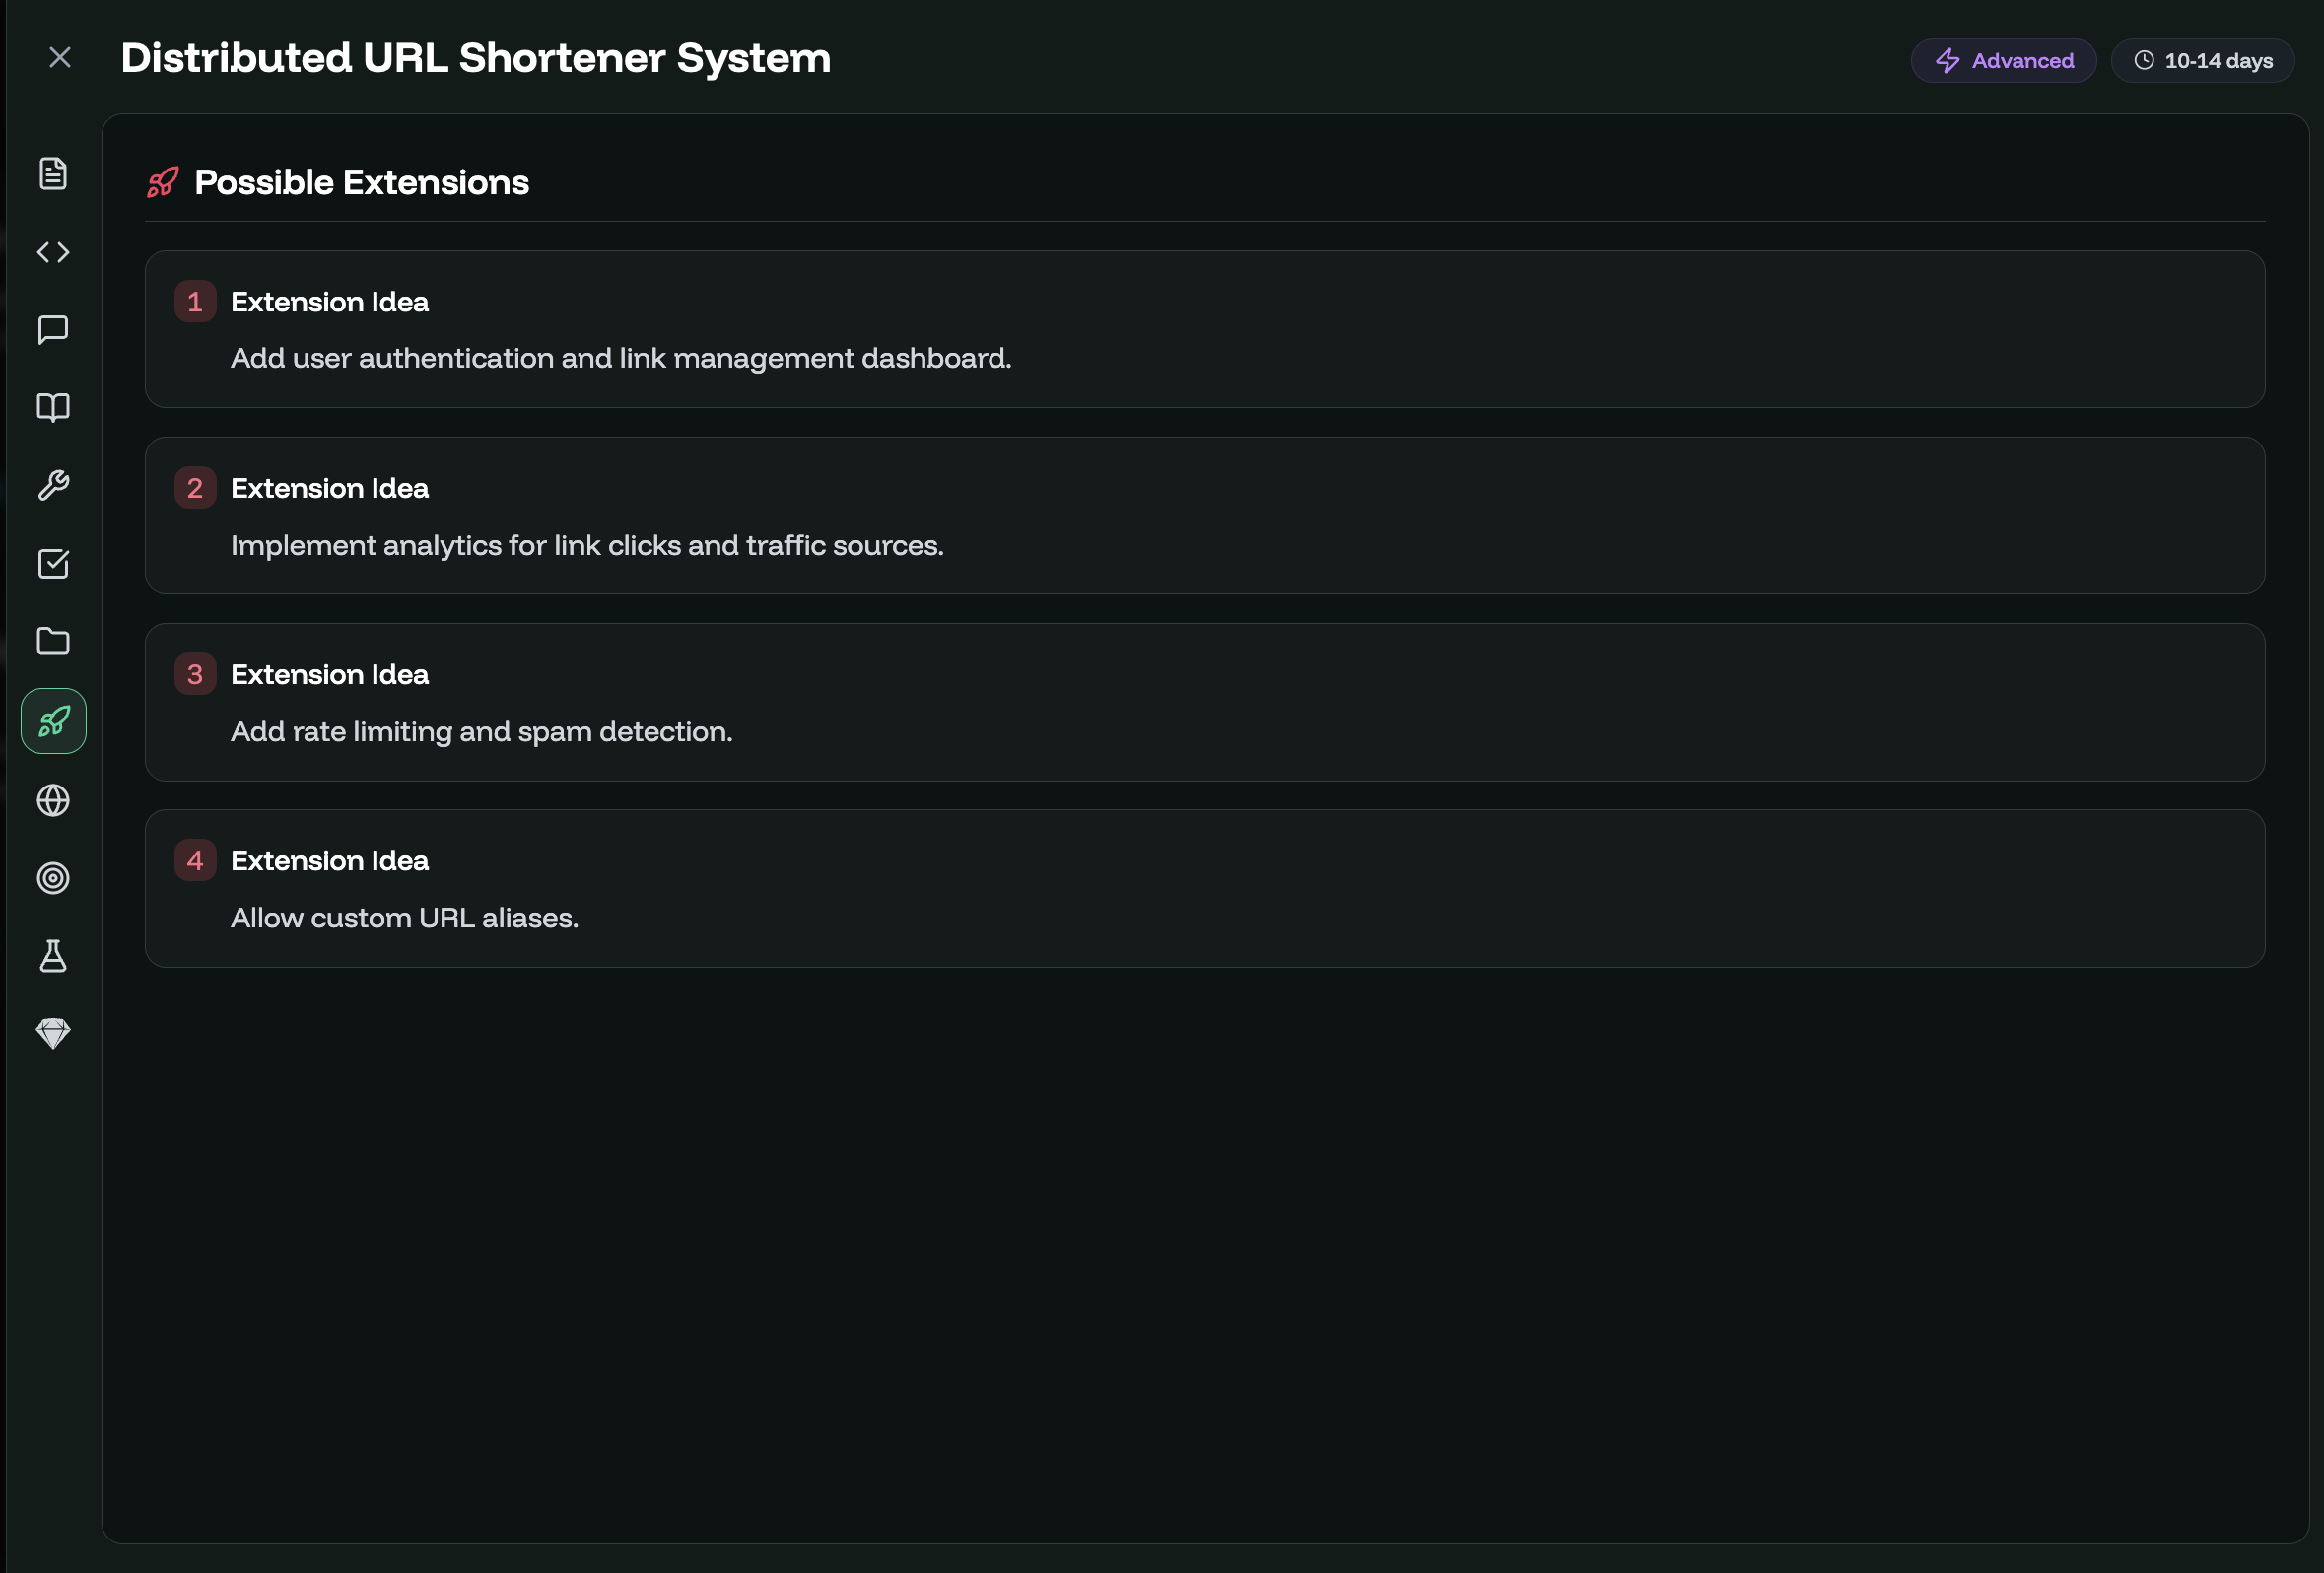 Distributed URL Shortener System
Advanced
10-14 days
Possible Extensions
1
Extension Idea
Add user authentication and link management dashboard.
2
Extension Idea
Implement analytics for link clicks and traffic sources.
3
Extension Idea
Add rate limiting and spam detection.
4
Extension Idea
Allow custom URL aliases.